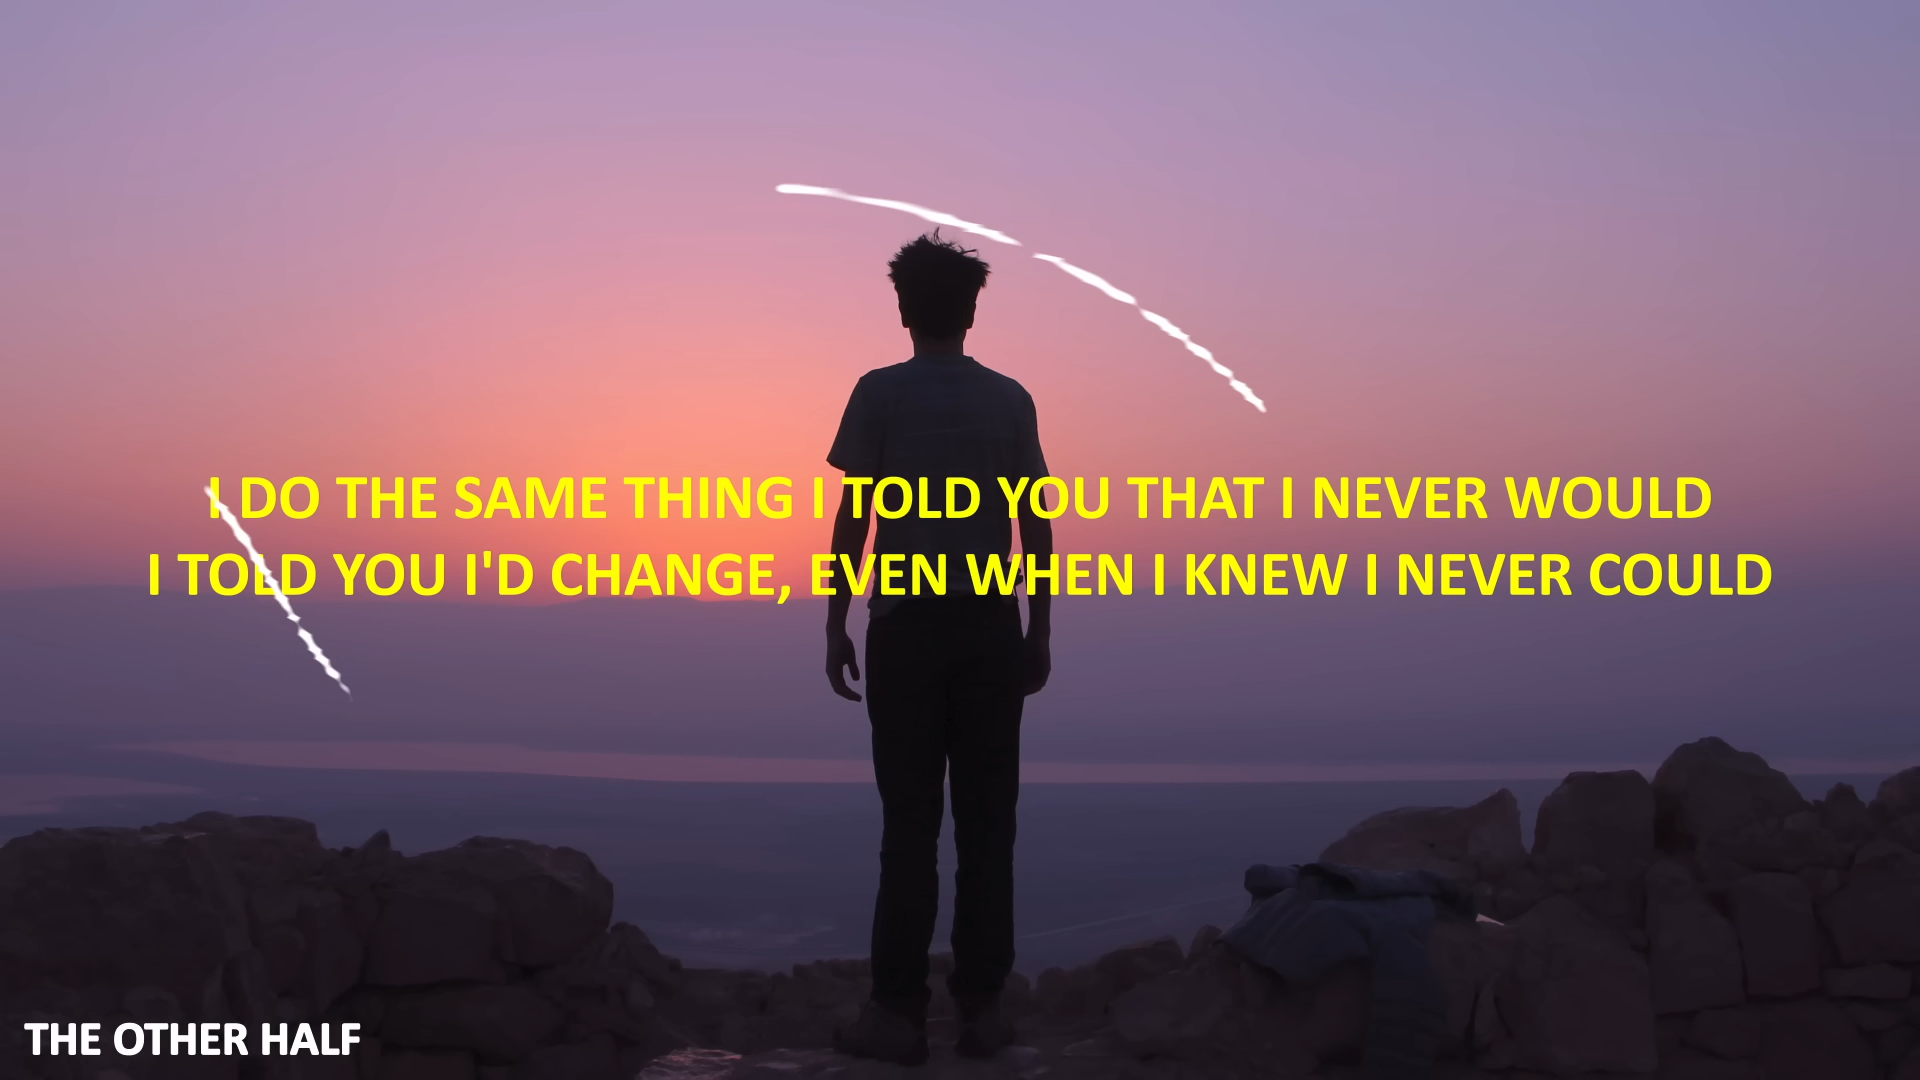 I DO THE SAME THING I TOLD YOU THAT I NEVER WOULD
I TOLD YOU I'D CHANGE, EVEN WHEN I KNEW I NEVER COULD
THE OTHER HALF